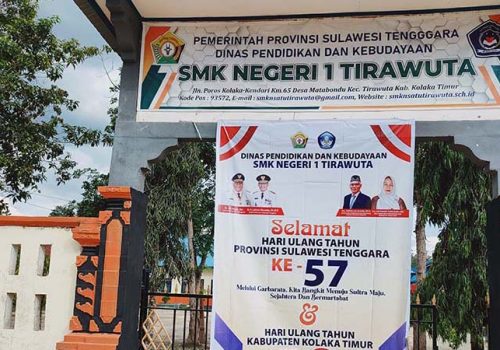 PEMERINTAH PROVINSI SULAWESI TENGGGARA
DINAS PENDIDIKAN DAN KEBUDAYAAN
SMK NEGERI 1 TIRAWUTA
Jln. Poros Kolaka-Kendari Km.65 Desa Matabondu Kec. Tirawuta Kab. Kolaka Timur
Kode Pos : 93572, E-mail : smknsatutirawuta@gmail.com, Website : smknsatutirawuta.sch.id
DINAS PENDIDIKAN DAN KEBUDAYAAN
SMK NEGERI 1 TIRAWUTA
Selamat
HARI ULANG TAHUN
PROVINSI SULAWESI TENGGARA
KE - 57
Melalui Garbarata, Kita Bangkit Menuju Sultra Maju,
Sejahtera Dan Bermartabat
&
HARI ULANG TAHUN
KABUPATEN KOLAKA TIMUR